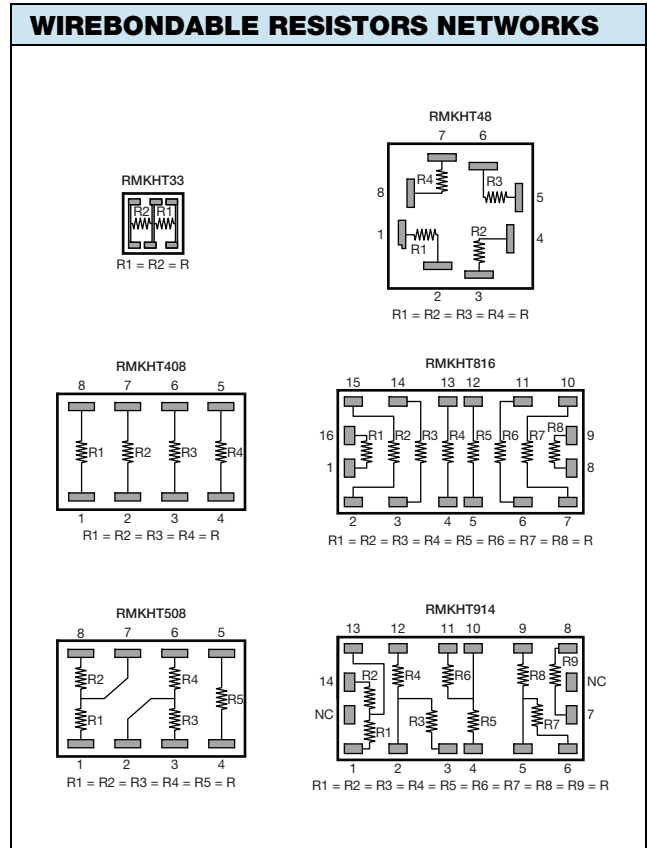 WIREBONDABLE RESISTORS NETWORKS
RMKHT33
R2 R1
R1 = R2 = R
RMKHT48
7 6
R4 R3
8 5
1 R1 R2 4
2 3
R1 = R2 = R3 = R4 = R
RMKHT408
8 7 6 5
R1 R2 R3 R4
1 2 3 4
R1 = R2 = R3 = R4 = R
RMKHT816
15 14 13 12 11 10
16 R1 R2 R3 R4 R5 R6 R7 R8 9
1 8
2 3 4 5 6 7
R1 = R2 = R3 = R4 = R5 = R6 = R7 = R8 = R
RMKHT508
8 7 6 5
R2 R4
R1 R3 R5
1 2 3 4
R1 = R2 = R3 = R4 = R5 = R
RMKHT914
13 12 11 10 9 8
14 R2 R4 R6 R8 R9 NC
NC R1 R3 R5 R7 7
1 2 3 4 5 6
R1 = R2 = R3 = R4 = R5 = R6 = R7 = R8 = R9 = R